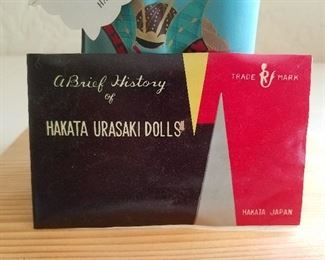 A Brief History
of
HAKATA URASAKI DOLLS
TRADE MARK
HAKATA JAPAN